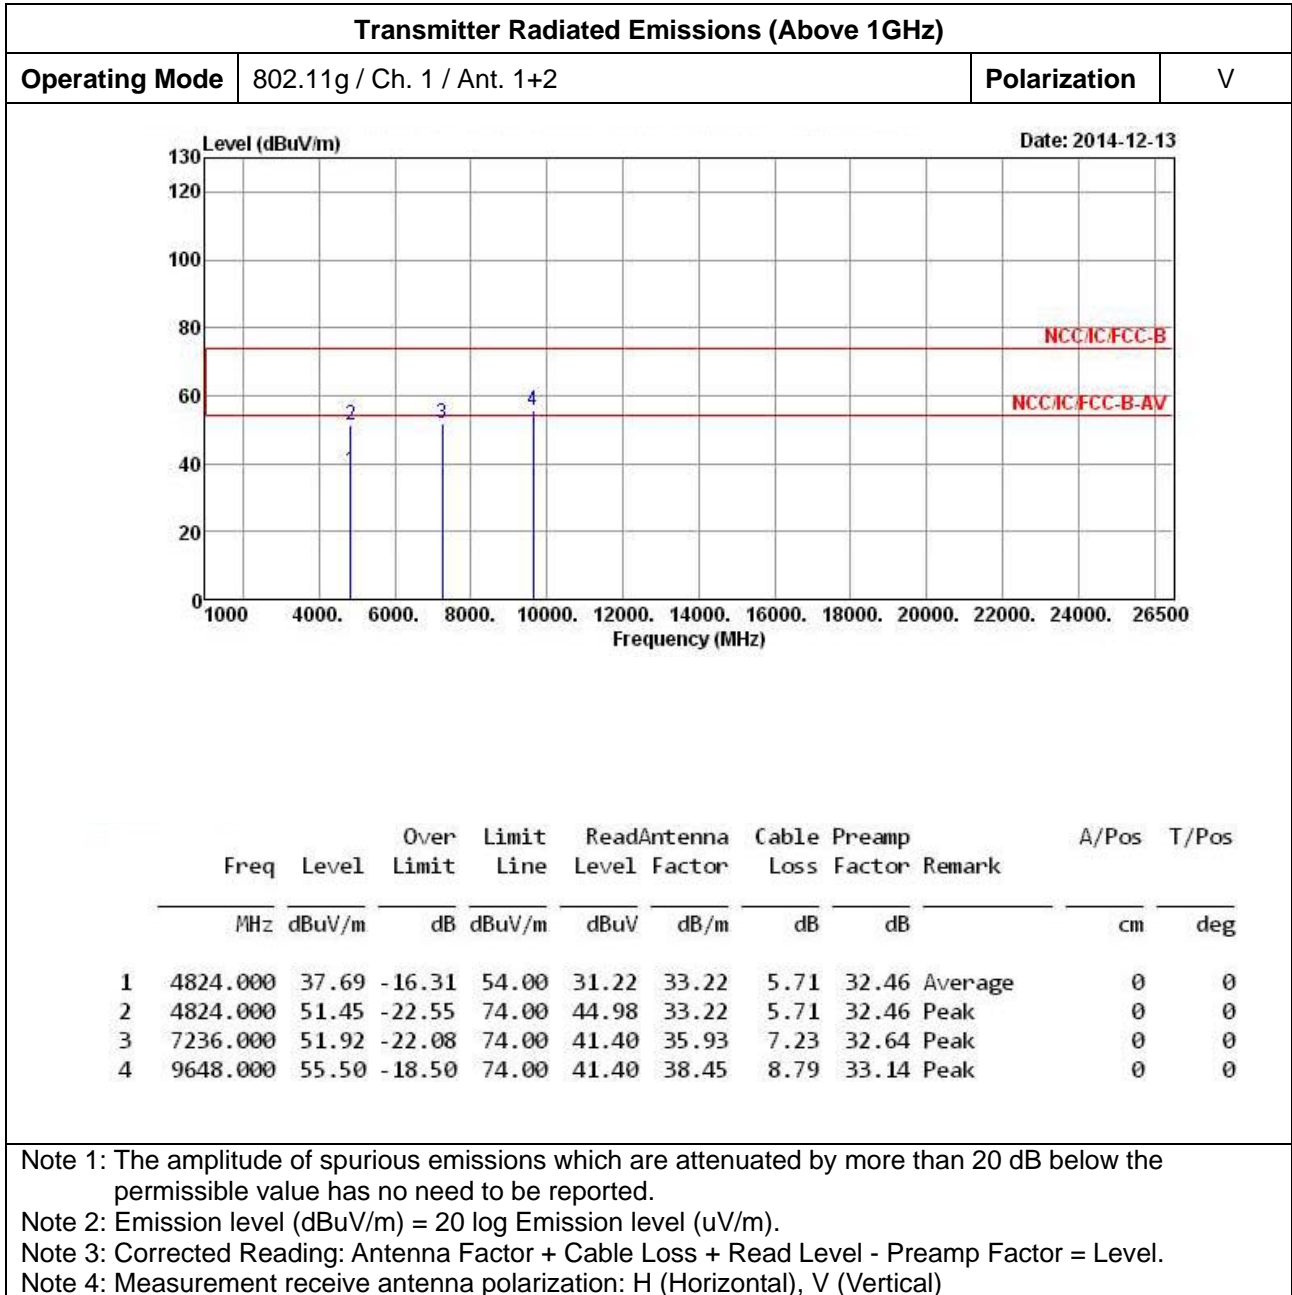 Transmitter Radiated Emissions (Above 1GHz)
Operating Mode 802.11g / Ch. 1 / Ant. 1+2 Polarization V
Level (dBuV/m) Date: 2014-12-13
130
120
100
80
NCC/IC/FCC-B
60
4
NCC/IC/FCC-B-AV
2 3
1
40
20
0
1000 4000. 6000. 8000. 10000. 12000. 14000. 16000. 18000. 20000. 22000. 24000. 26500
Frequency (MHz)
Over Limit ReadAntenna Cable Preamp A/Pos T/Pos
Freq Level Limit Line Level Factor Loss Factor Remark
MHz dBuV/m dB dBuV/m dBuV dB/m dB dB cm deg
1 4824.000 37.69 -16.31 54.00 31.22 33.22 5.71 32.46 Average 0 0
2 4824.000 51.45 -22.55 74.00 44.98 33.22 5.71 32.46 Peak 0 0
3 7236.000 51.92 -22.08 74.00 41.40 35.93 7.23 32.64 Peak 0 0
4 9648.000 55.50 -18.50 74.00 41.40 38.45 8.79 33.14 Peak 0 0
Note 1: The amplitude of spurious emissions which are attenuated by more than 20 dB below the
permissible value has no need to be reported.
Note 2: Emission level (dBuV/m) = 20 log Emission level (uV/m).
Note 3: Corrected Reading: Antenna Factor + Cable Loss + Read Level - Preamp Factor = Level.
Note 4: Measurement receive antenna polarization: H (Horizontal), V (Vertical)